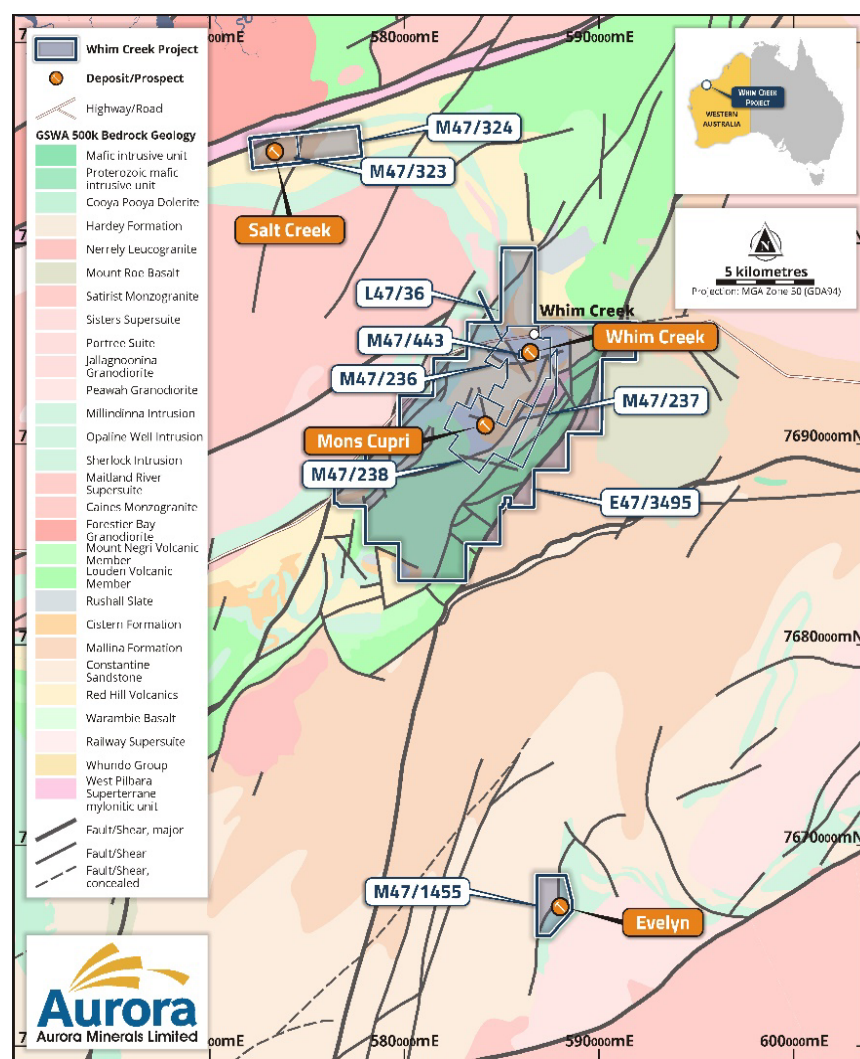 Whim Creek Project
Deposit/Prospect
Highway/Road
GSWA 500k Bedrock Geology
Mafic intrusive unit
Proterozoic mafic
intrusive unit
Cooya Pooya Dolerite
Hardey Formation
Nerrely Leucogranite
Mount Roe Basalt
Satirist Monzogranite
Sisters Supersuite
Portree Suite
Jallagnoonina
Granodiorite
Peawah Granodiorite
Millindinna Intrusion
Opaline Well Intrusion
Sherlock Intrusion
Maitland River
Supersuite
Caines Monzogranite
Forestier Bay
Granodiorite
Mount Negri Volcanic
Member
Louden Volcanic
Member
Rushall Slate
Cistern Formation
Mallina Formation
Constantine
Sandstone
Red Hill Volcanics
Warambie Basalt
Railway Supersuite
Whundo Group
West Pilbara
Superterrane
mylonitic unit
Fault/Shear, major
Fault/Shear
Fault/Shear,
concealed
Aurora
Aurora Minerals Limited
580000mE
590000mE
WHIM CREEK
PROJECT
WESTERN
AUSTRALIA
N
5 kilometres
Projection: MGA Zone 50 (GDA94)
M47/324
M47/323
Salt Creek
L47/36
Whim Creek
M47/443
Whim Creek
M47/236
M47/237
Mons Cupri
7690000mN
M47/238
E47/3495
7680000mN
7670000mN
M47/1455
Evelyn
mE
580000mE
590000mE
600000mE